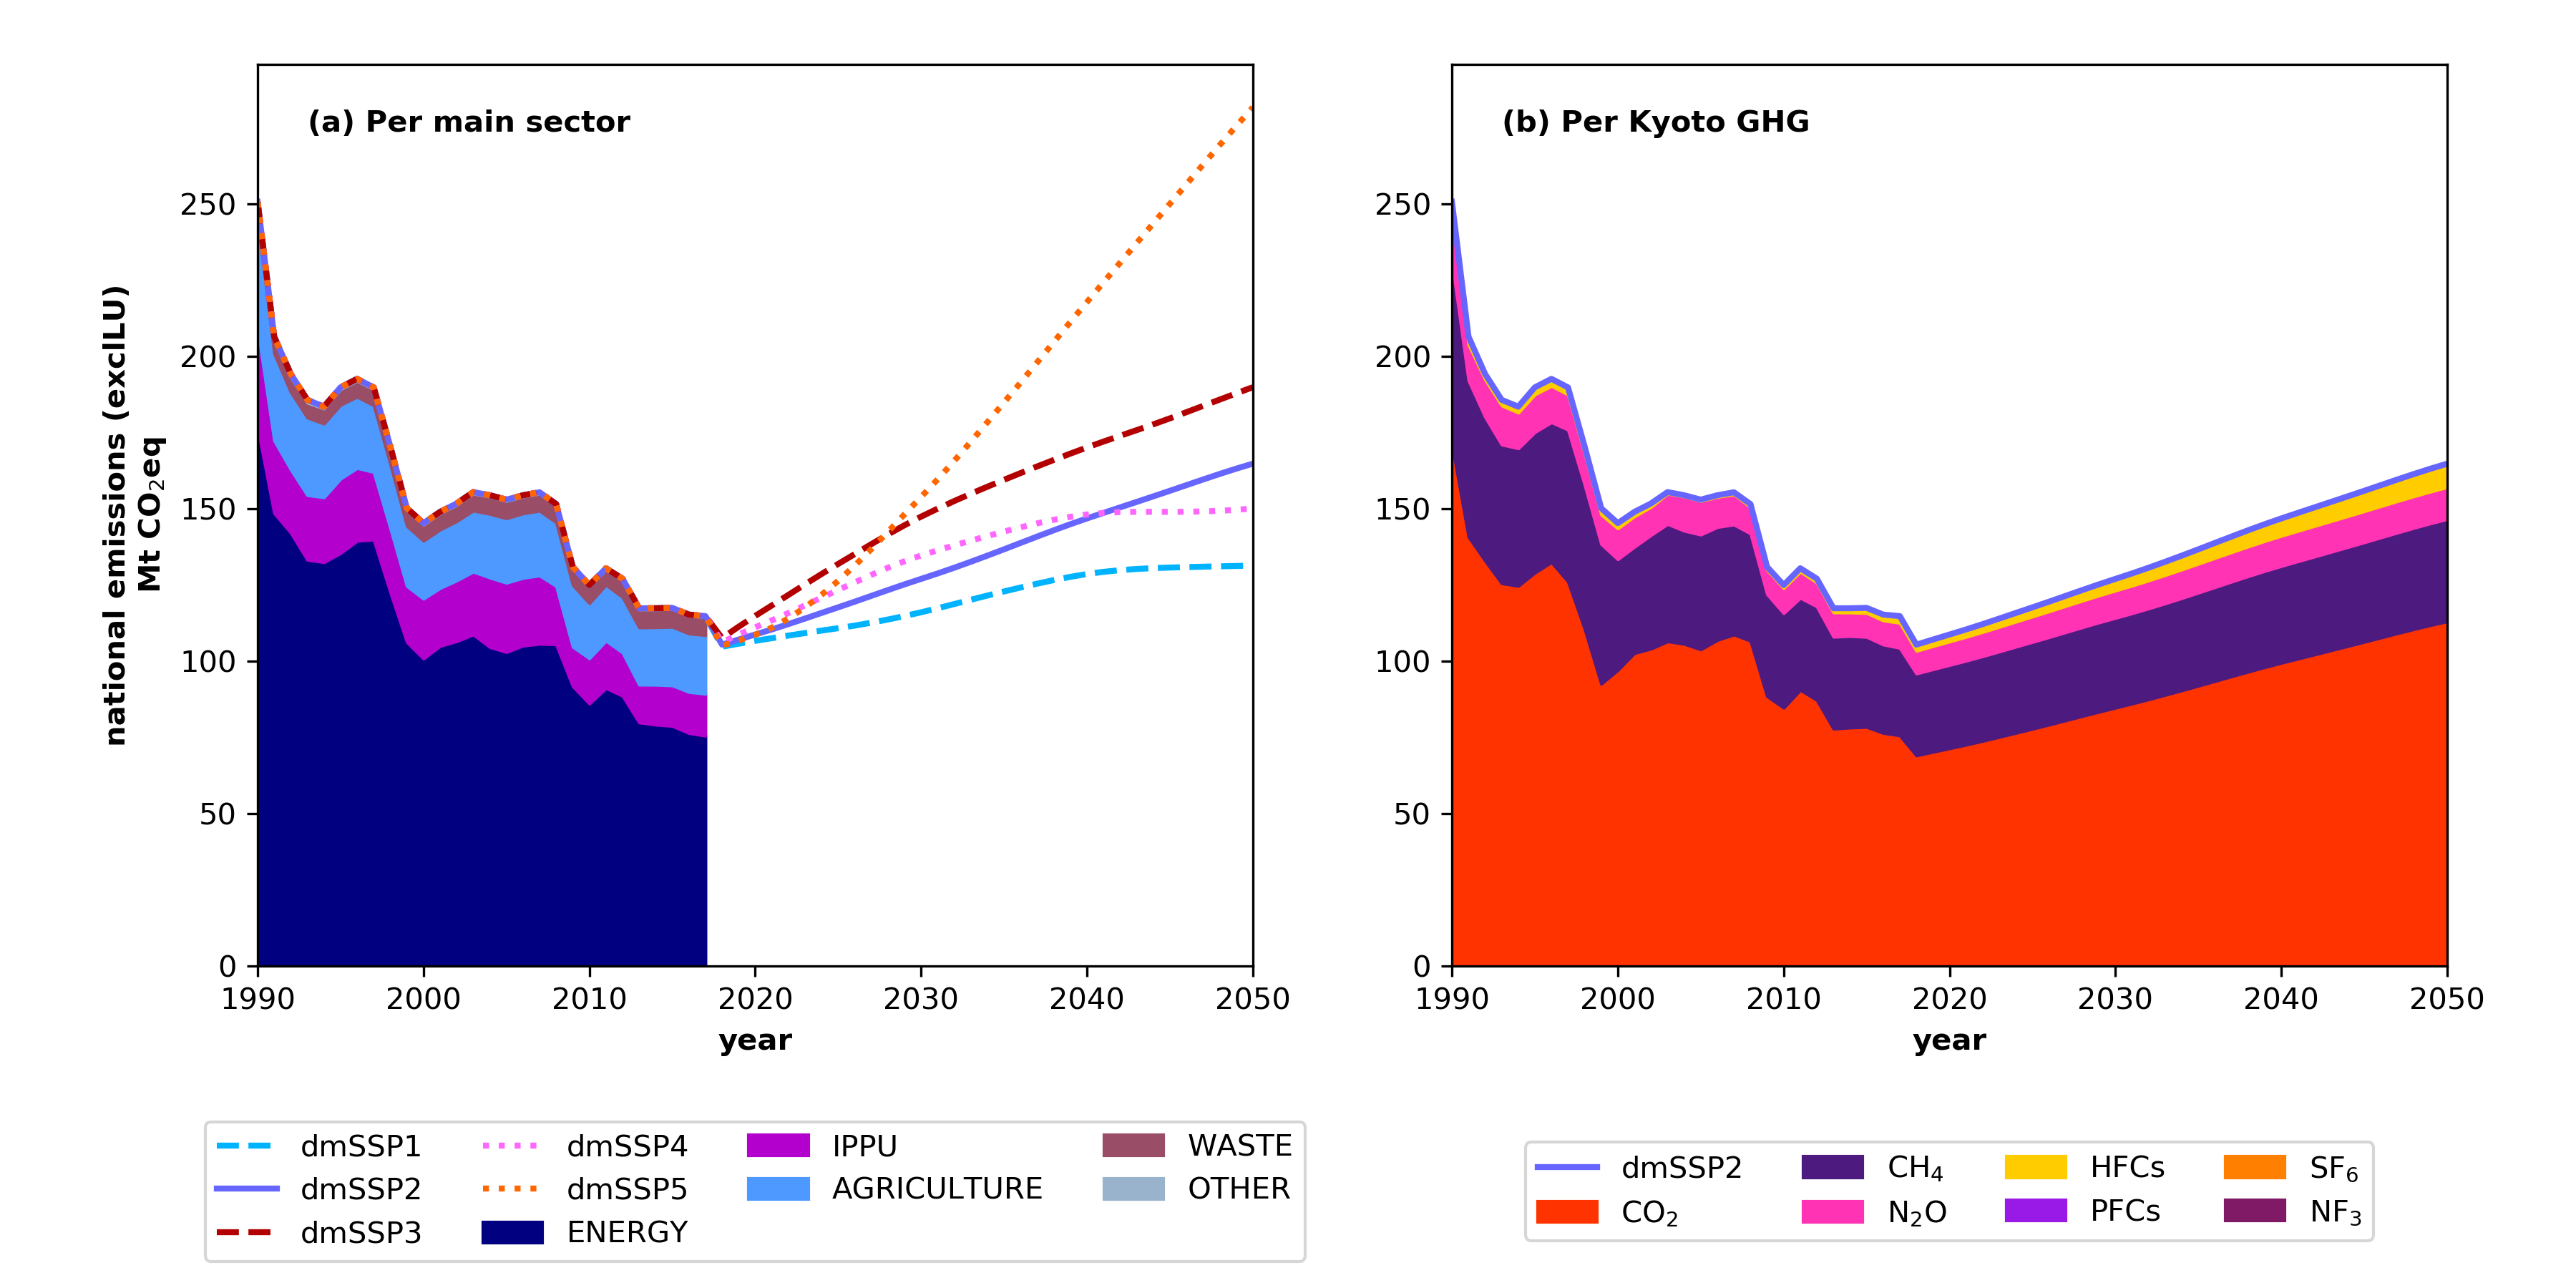 (a) Per main sector
national emissions (exclLU)
Mt CO₂eq
250
200
150
100
50
0
1990 2000 2010 2020 2030 2040 2050
year
dmSSP1 dmSSP4 IPPU WASTE
dmSSP2 dmSSP5 AGRICULTURE OTHER
dmSSP3 ENERGY
(b) Per Kyoto GHG
250
200
150
100
50
0
1990 2000 2010 2020 2030 2040 2050
year
dmSSP2 CH₄ HFCs SF₆
CO₂ N₂O PFCs NF₃